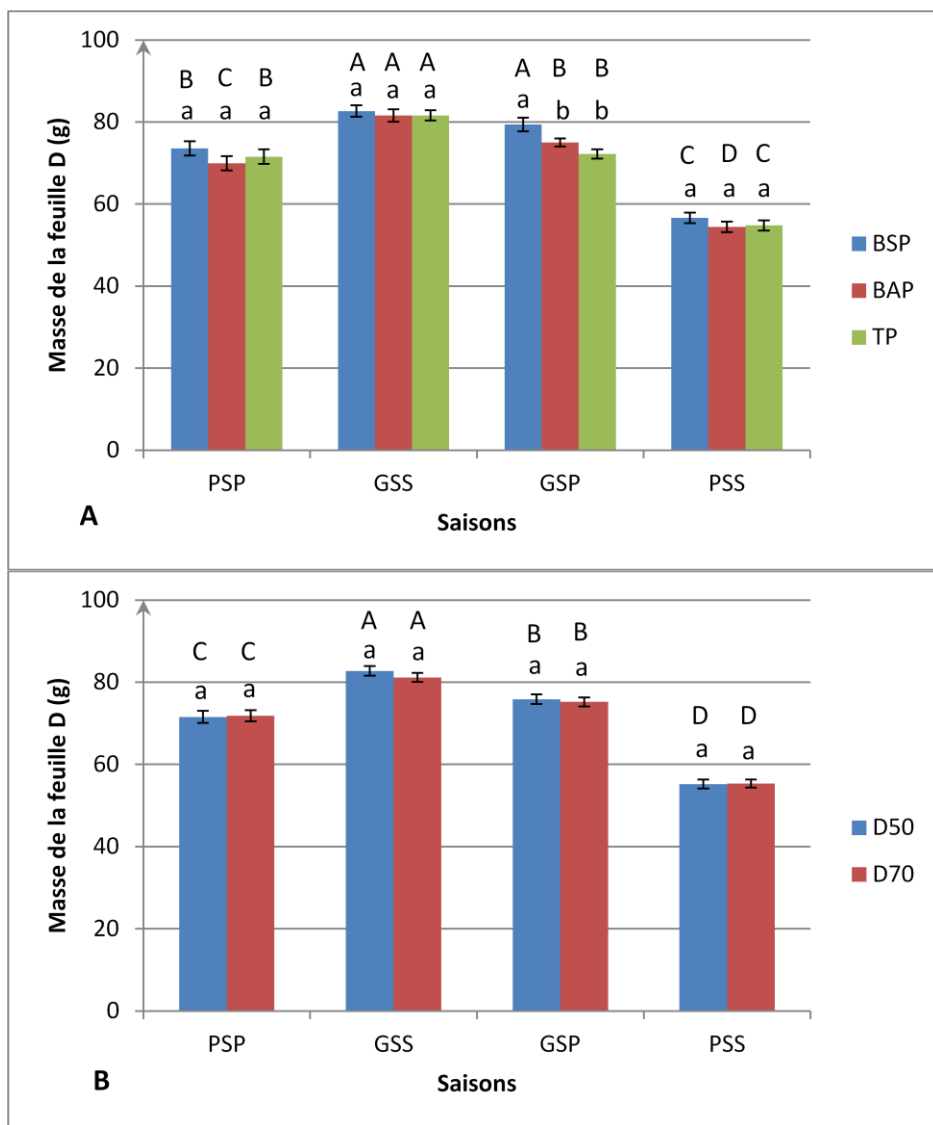 100
80
60
40
20
0
Masse de la feuille D (g)
B C B
a a a
A A A
a a a
A B B
a b b
C D C
a a a
PSP GSS GSP PSS
Saisons
A
BSP
BAP
TP
100
80
60
40
20
0
Masse de la feuille D (g)
C C
a a
A A
a a
B B
a a
D D
a a
PSP GSS GSP PSS
Saisons
B
D50
D70